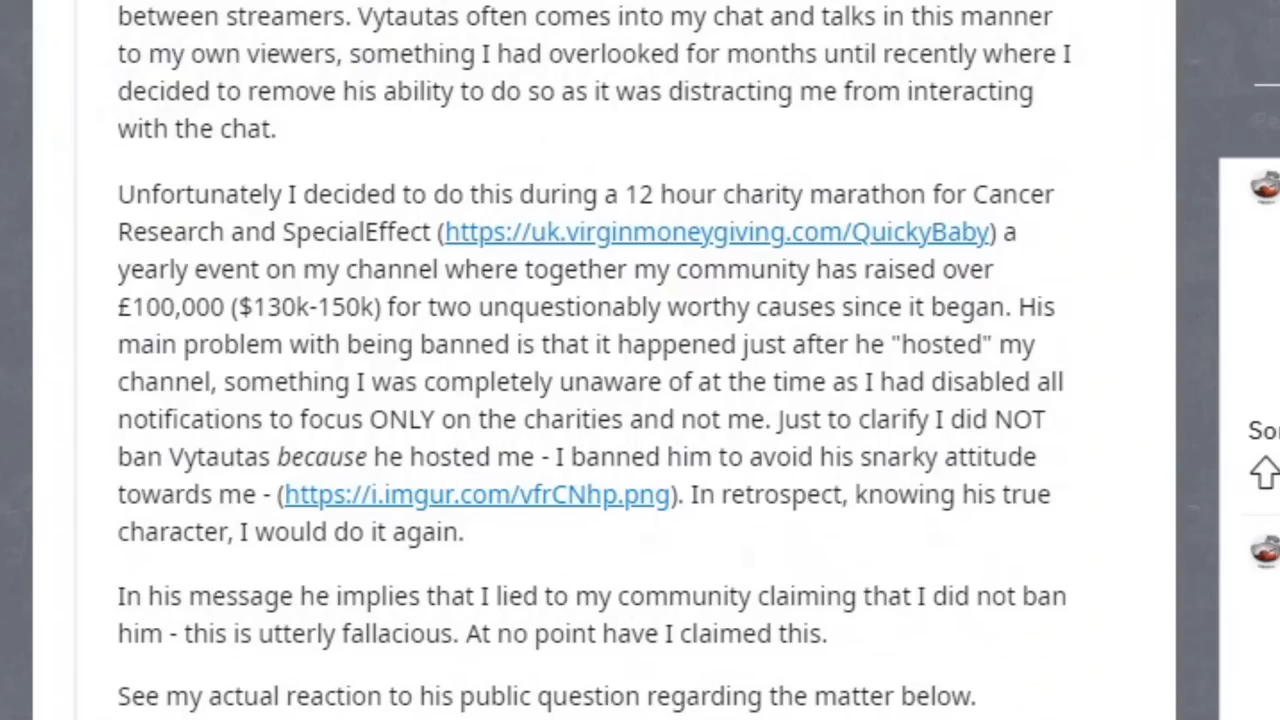 between streamers. Vytautas often comes into my chat and talks in this manner
to my own viewers, something I had overlooked for months until recently where I
decided to remove his ability to do so as it was distracting me from interacting
with the chat.
Unfortunately I decided to do this during a 12 hour charity marathon for Cancer
Research and SpecialEffect (https://uk.virginmoneygiving.com/QuickyBaby) a
yearly event on my channel where together my community has raised over
£100,000 ($130k-150k) for two unquestionably worthy causes since it began. His
main problem with being banned is that it happened just after he "hosted" my
channel, something I was completely unaware of at the time as I had disabled all
notifications to focus ONLY on the charities and not me. Just to clarify I did NOT
ban Vytautas because he hosted me - I banned him to avoid his snarky attitude
towards me - (https://i.imgur.com/vfrCNhp.png). In retrospect, knowing his true
character, I would do it again.
In his message he implies that I lied to my community claiming that I did not ban
him - this is utterly fallacious. At no point have I claimed this.
See my actual reaction to his public question regarding the matter below.